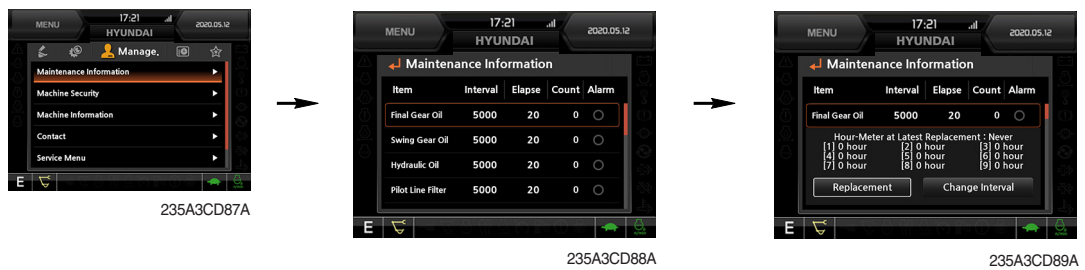 MENU 17:21 2020.05.12
HYUNDAI
Manage.
Maintenance Information
Machine Security
Machine Information
Contact
Service Menu
E
235A3CD87A
MENU 17:21 2020.05.12
HYUNDAI
Maintenance Information
Item Interval Elapse Count Alarm
Final Gear Oil 5000 20 0
Swing Gear Oil 5000 20 0
Hydraulic Oil 5000 20 0
Pilot Line Filter 5000 20 0
E
235A3CD88A
MENU 17:21 2020.05.12
HYUNDAI
Maintenance Information
Item Interval Elapse Count Alarm
Final Gear Oil 5000 20 0
Hour-Meter at Latest Replacement : Never
[1] 0 hour [2] 0 hour [3] 0 hour
[4] 0 hour [5] 0 hour [6] 0 hour
[7] 0 hour [8] 0 hour [9] 0 hour
Replacement Change Interval
E
235A3CD89A